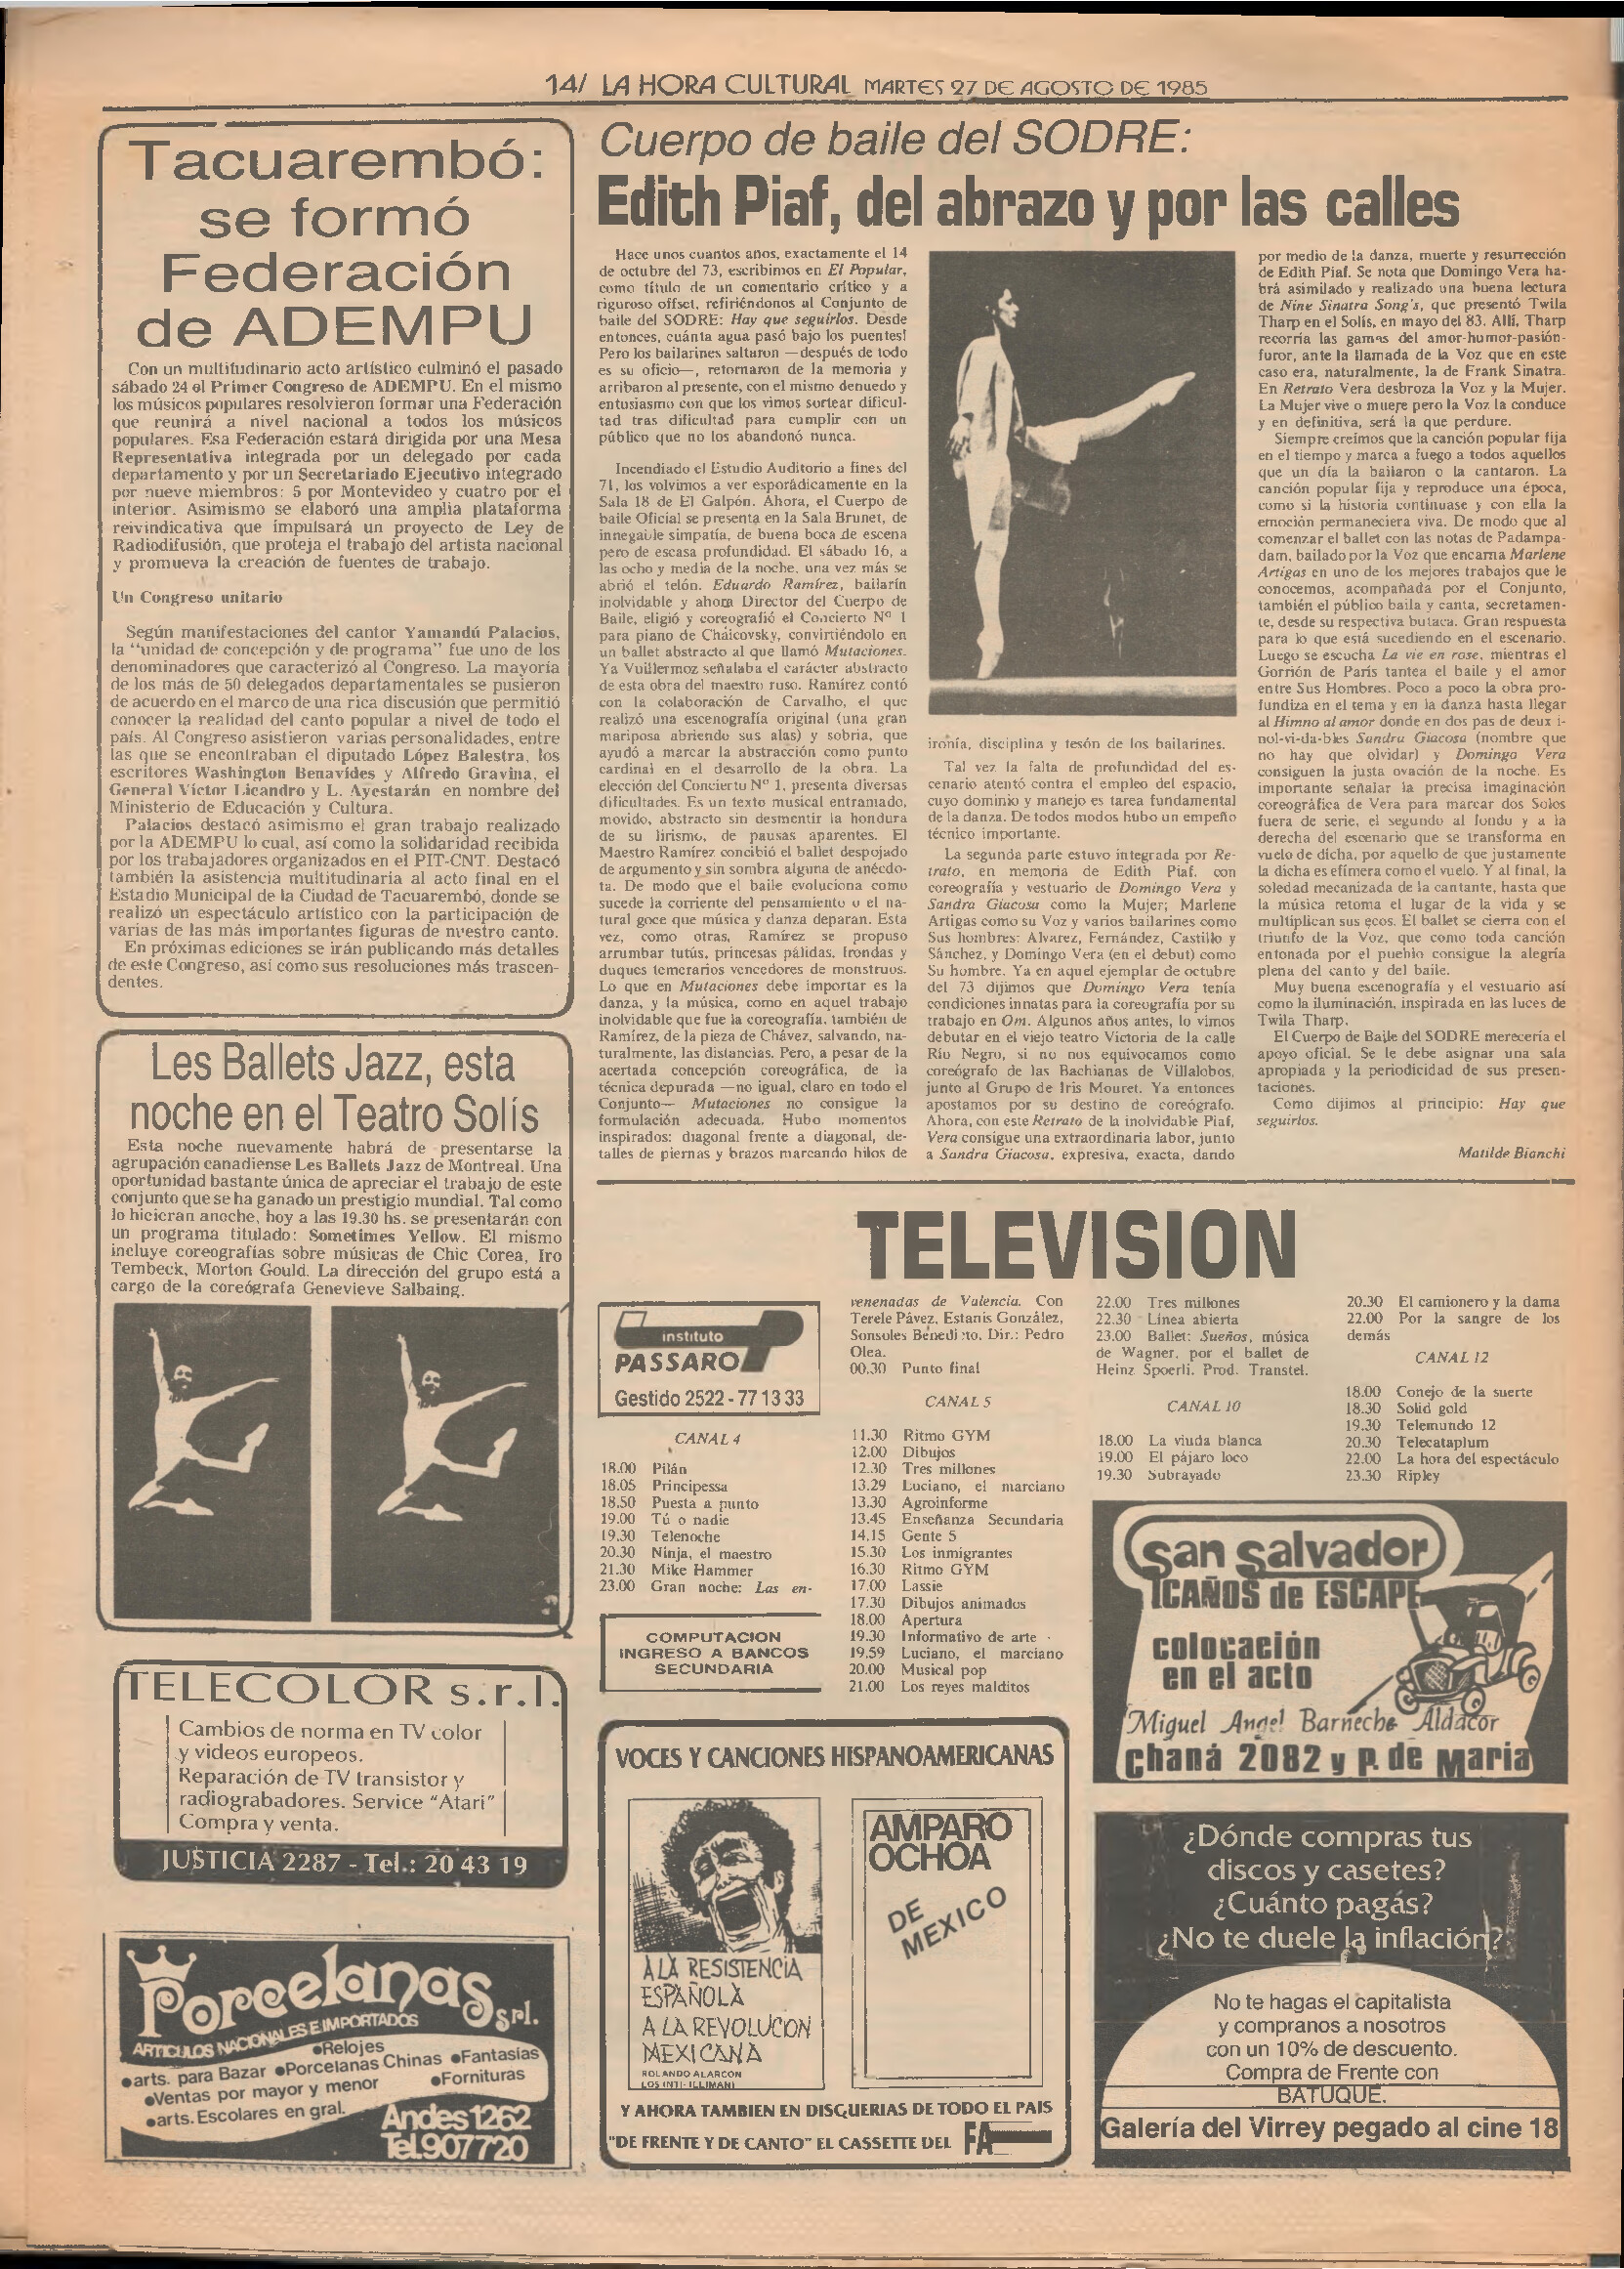 14/ LA HORA CULTURAL MARTES 27 DE AGOSTO DE 1985
Tacuarembó:
se formó
Federación
de ADEMPU
Con un multitudinario acto artístico culminó el pasado
sábado 24 el Primer Congreso de ADEMPU. En el mismo
los músicos populares resolvieron formar una Federación
que reunirá a nivel nacional a todos los músicos
populares. Esa Federación estará dirigida por una Mesa
Representativa integrada por un delegado por cada
departamento y por un Secretariado Ejecutivo integrado
por nueve miembros: 5 por Montevideo y cuatro por el
interior. Asimismo se elaboró una amplia plataforma
reivindicativa que impulsará un proyecto de Ley de
Radiodifusión, que proteja el trabajo del artista nacional
y promueva la creación de fuentes de trabajo.
Un Congreso unitario
Según manifestaciones del cantor Yamandú Palacios,
la "unidad de concepción y de programa" fue uno de los
denominadores que caracterizó al Congreso. La mayoría
de los más de 50 delegados departamentales se pusieron
de acuerdo en el marco de una rica discusión que permitió
conocer la realidad del canto popular a nivel de todo el
país. Al Congreso asistieron varias personalidades, entre
las que se encontraban el diputado López Balestra, los
escritores Washington Benavides y Alfredo Gravina, el
General Víctor Licandro y L. Ayestarán en nombre del
Ministerio de Educación y Cultura.
Palacios destacó asimismo el gran trabajo realizado
por la ADEMPU lo cual, así como la solidaridad recibida
por los trabajadores organizados en el PIT-CNT. Destacó
también la asistencia multitudinaria al acto final en el
Estadio Municipal de la Ciudad de Tacuarembó, donde se
realizó un espectáculo artístico con la participación de
varias de las más importantes figuras de nuestro canto.
En próximas ediciones se irán publicando más detalles
de este Congreso, así como sus resoluciones más trascen-
dentes.
Les Ballets Jazz, esta
noche en el Teatro Solís
Esta noche nuevamente habrá de presentarse la
agrupación canadiense Les Ballets Jazz de Montreal. Una
oportunidad bastante única de apreciar el trabajo de este
conjunto que se ha ganado un prestigio mundial. Tal como
lo hicieran anoche, hoy a las 19.30 hs. se presentarán con
un programa titulado: Sometimes Yellow. El mismo
incluye coreografías sobre músicas de Chic Corea, Iro
Tembeck, Morton Gould. La dirección del grupo está a
cargo de la coreógrafa Genevieve Salbaing.
TELECOLOR s.r.l.
Cambios de norma en TV color
y videos europeos.
Reparación de TV transistor y
radiograbadores. Service "Atari"
Compra y venta.
JUSTICIA 2287 - Tel.: 20 43 19
Porcelanas srl.
ARTICULOS NACIONALES E IMPORTADOS
●Relojes
●arts. para Bazar ●Porcelanas Chinas ●Fantasías
●Ventas por mayor y menor ●Fornituras
●arts. Escolares en gral.
Andes 1262
Tel.907720
Cuerpo de baile del SODRE:
Edith Piaf, del abrazo y por las calles
Hace unos cuantos años, exactamente el 14
de octubre del 73, escribimos en El Popular,
como título de un comentario crítico y a
riguroso offset, refiriéndonos al Conjunto de
baile del SODRE: Hay que seguirlos. Desde
entonces, cuánta agua pasó bajo los puentes!
Pero los bailarines saltaron —después de todo
es su oficio—, retornaron de la memoria y
arribaron al presente, con el mismo denuedo y
entusiasmo con que los vimos sortear dificul-
tad tras dificultad para cumplir con un
público que no los abandonó nunca.
Incendiado el Estudio Auditorio a fines del
71, los volvimos a ver esporádicamente en la
Sala 18 de El Galpón. Ahora, el Cuerpo de
baile Oficial se presenta en la Sala Brunet, de
innegable simpatía, de buena boca de escena
pero de escasa profundidad. El sábado 16, a
las ocho y media de la noche, una vez más se
abrió el telón. Eduardo Ramírez, bailarín
inolvidable y ahora Director del Cuerpo de
Baile, eligió y coreografió el Concierto Nº 1
para piano de Chaicovsky, convirtiéndolo en
un ballet abstracto al que llamó Mutaciones.
Ya Vuillermoz señalaba el carácter abstracto
de esta obra del maestro ruso. Ramírez contó
con la colaboración de Carvalho, el que
realizó una escenografía original (una gran
mariposa abriendo sus alas) y sobria, que
ayudó a marcar la abstracción como punto
cardinal en el desarrollo de la obra. La
elección del Concierto Nº 1, presenta diversas
dificultades. Es un texto musical entramado,
movido, abstracto sin desmentir la hondura
de su lirismo, de pausas aparentes. El
Maestro Ramírez concibió el ballet despojado
de argumento y sin sombra alguna de anécdo-
ta. De modo que el baile evoluciona como
sucede la corriente del pensamiento o el na-
tural goce que música y danza deparan. Esta
vez, como otras, Ramírez se propuso
arrumbar tutús, princesas pálidas, frondas y
duques temerarios vencedores de monstruos.
Lo que en Mutaciones debe importar es la
danza, y la música, como en aquel trabajo
inolvidable que fue la coreografía, también de
Ramírez, de la pieza de Chávez, salvando, na-
turalmente, las distancias. Pero, a pesar de la
acertada concepción coreográfica, de la
técnica depurada —no igual, claro en todo el
Conjunto— Mutaciones no consigue la
formulación adecuada. Hubo momentos
inspirados: diagonal frente a diagonal, de-
talles de piernas y brazos marcando hilos de
ironía, disciplina y tesón de los bailarines.
Tal vez la falta de profundidad del es-
cenario atentó contra el empleo del espacio,
cuyo dominio y manejo es tarea fundamental
de la danza. De todos modos hubo un empeño
técnico importante.
La segunda parte estuvo integrada por Re-
trato, en memoria de Edith Piaf, con
coreografía y vestuario de Domingo Vera y
Sandra Giacosa como la Mujer; Marlene
Artigas como su Voz y varios bailarines como
Sus hombres: Alvarez, Fernández, Castillo y
Sánchez, y Domingo Vera (en el debut) como
Su hombre. Ya en aquel ejemplar de octubre
del 73 dijimos que Domingo Vera tenía
condiciones innatas para la coreografía por su
trabajo en Om. Algunos años antes, lo vimos
debutar en el viejo teatro Victoria de la calle
Río Negro, si no nos equivocamos como
coreógrafo de las Bachianas de Villalobos,
junto al Grupo de Iris Mouret. Ya entonces
apostamos por su destino de coreógrafo.
Ahora, con este Retrato de la inolvidable Piaf,
Vera consigue una extraordinaria labor, junto
a Sandra Giacosa, expresiva, exacta, dando
por medio de la danza, muerte y resurrección
de Edith Piaf. Se nota que Domingo Vera ha-
brá asimilado y realizado una buena lectura
de Nine Sinatra Song's, que presentó Twila
Tharp en el Solís, en mayo del 83. Allí, Tharp
recorría las gamas del amor-humor-pasión-
furor, ante la llamada de la Voz que en este
caso era, naturalmente, la de Frank Sinatra.
En Retrato Vera desbroza la Voz y la Mujer.
La Mujer vive o muere pero la Voz la conduce
y en definitiva, será la que perdure.
Siempre creímos que la canción popular fija
en el tiempo y marca a fuego a todos aquellos
que un día la bailaron o la cantaron. La
canción popular fija y reproduce una época,
como si la historia continuase y con ella la
emoción permaneciera viva. De modo que al
comenzar el ballet con las notas de Padampa-
dam, bailado por la Voz que encarna Marlene
Artigas en uno de los mejores trabajos que le
conocemos, acompañada por el Conjunto,
también el público baila y canta, secretamen-
te, desde su respectiva butaca. Gran respuesta
para lo que está sucediendo en el escenario.
Luego se escucha La vie en rose, mientras el
Gorrión de París tantea el baile y el amor
entre Sus Hombres. Poco a poco la obra pro-
fundiza en el tema y en la danza hasta llegar
al Himno al amor donde en dos pas de deux i-
nol-vi-da-bles Sandra Giacosa (nombre que
no hay que olvidar) y Domingo Vera
consiguen la justa ovación de la noche. Es
importante señalar la precisa imaginación
coreográfica de Vera para marcar dos Solos
fuera de serie, el segundo al fondo y a la
derecha del escenario que se transforma en
vuelo de dicha, por aquello de que justamente
la dicha es efímera como el vuelo. Y al final, la
soledad mecanizada de la cantante, hasta que
la música retoma el lugar de la vida y se
multiplican sus ecos. El ballet se cierra con el
triunfo de la Voz, que como toda canción
entonada por el pueblo consigue la alegría
plena del canto y del baile.
Muy buena escenografía y el vestuario así
como la iluminación, inspirada en las luces de
Twila Tharp.
El Cuerpo de Baile del SODRE merecería el
apoyo oficial. Se le debe asignar una sala
apropiada y la periodicidad de sus presen-
taciones.
Como dijimos al principio: Hay que
seguirlos.
Matilde Bianchi
TELEVISION
instituto
PASSARO
Gestido 2522 - 77 13 33
CANAL 4
18.00 Pilán
18.05 Principessa
18.50 Puesta a punto
19.00 Tú o nadie
19.30 Telenoche
20.30 Ninja, el maestro
21.30 Mike Hammer
23.00 Gran noche: Las en-
COMPUTACION
INGRESO A BANCOS
SECUNDARIA
venenadas de Valencia. Con
Terele Pávez, Estanis González,
Sonsoles Benedicto. Dir.: Pedro
Olea.
00.30 Punto final
CANAL 5
11.30 Ritmo GYM
12.00 Dibujos
12.30 Tres millones
13.29 Luciano, el marciano
13.30 Agroinforme
13.45 Enseñanza Secundaria
14.15 Gente 5
15.30 Los inmigrantes
16.30 Ritmo GYM
17.00 Lassie
17.30 Dibujos animados
18.00 Apertura
19.30 Informativo de arte
19.59 Luciano, el marciano
20.00 Musical pop
21.00 Los reyes malditos
22.00 Tres millones
22.30 Línea abierta
23.00 Ballet: Sueños, música
de Wagner, por el ballet de
Heinz Spoerli. Prod. Transtel.
CANAL 10
18.00 La viuda blanca
19.00 El pájaro loco
19.30 Subrayado
20.30 El camionero y la dama
22.00 Por la sangre de los
demás
CANAL 12
18.00 Conejo de la suerte
18.30 Solid gold
19.30 Telemundo 12
20.30 Telecataplum
22.00 La hora del espectáculo
23.30 Ripley
san salvador
CAÑOS de ESCAPE
colocación
en el acto
Miguel Angel Barneche Aldacor
Chaná 2082 y P. de Maria
VOCES Y CANCIONES HISPANOAMERICANAS
A LA RESISTENCIA
ESPAÑOLA
A LA REVOLUCION
MEXICANA
ROLANDO ALARCON
LOS INTI-ILLIMANI
AMPARO
OCHOA
DE
MEXICO
Y AHORA TAMBIEN EN DISQUERIAS DE TODO EL PAIS
"DE FRENTE Y DE CANTO" EL CASSETTE DEL FA
¿Dónde compras tus
discos y casetes?
¿Cuánto pagás?
¿No te duele la inflación?
No te hagas el capitalista
y compranos a nosotros
con un 10% de descuento.
Compra de Frente con
BATUQUE.
Galería del Virrey pegado al cine 18